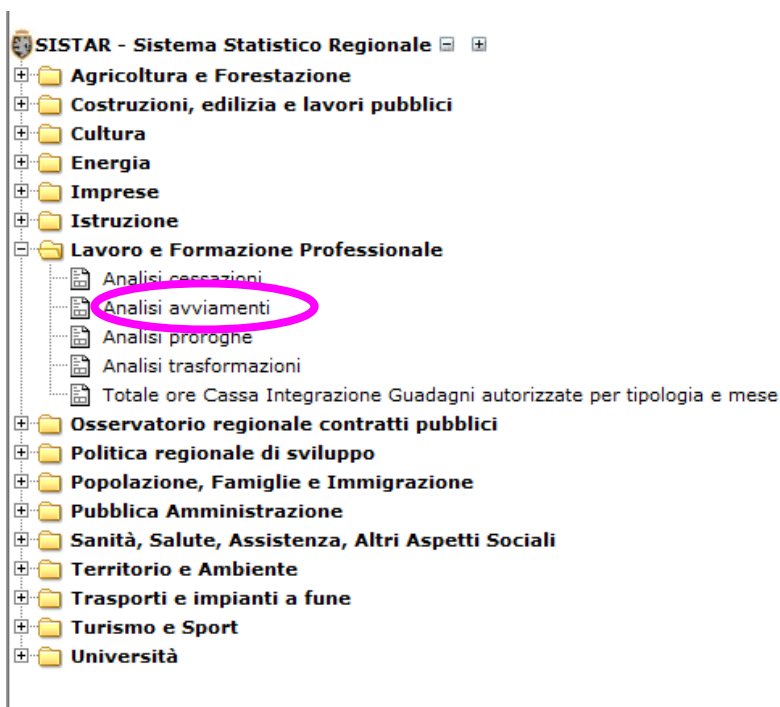 SISTAR - Sistema Statistico Regionale
Agricoltura e Forestazione
Costruzioni, edilizia e lavori pubblici
Cultura
Energia
Imprese
Istruzione
Lavoro e Formazione Professionale
Analisi cessazioni
Analisi avviamenti
Analisi proroghe
Analisi trasformazioni
Totale ore Cassa Integrazione Guadagni autorizzate per tipologia e mese
Osservatorio regionale contratti pubblici
Politica regionale di sviluppo
Popolazione, Famiglie e Immigrazione
Pubblica Amministrazione
Sanità, Salute, Assistenza, Altri Aspetti Sociali
Territorio e Ambiente
Trasporti e impianti a fune
Turismo e Sport
Università